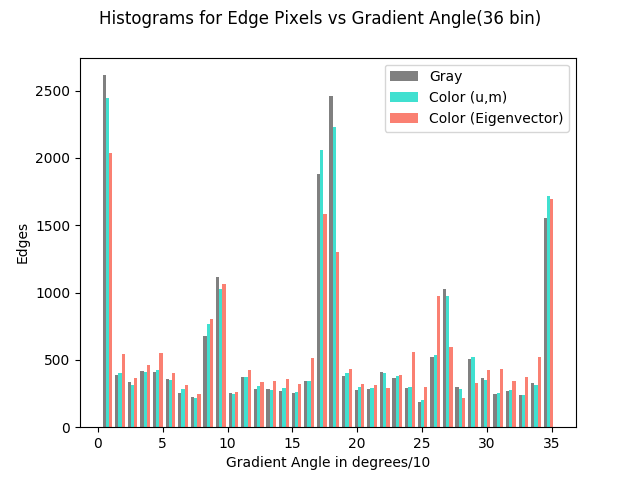 Histograms for Edge Pixels vs Gradient Angle(36 bin)
Gray
Color (u,m)
Color (Eigenvector)
2500
2000
1500
1000
500
0
Edges
0 5 10 15 20 25 30 35
Gradient Angle in degrees/10